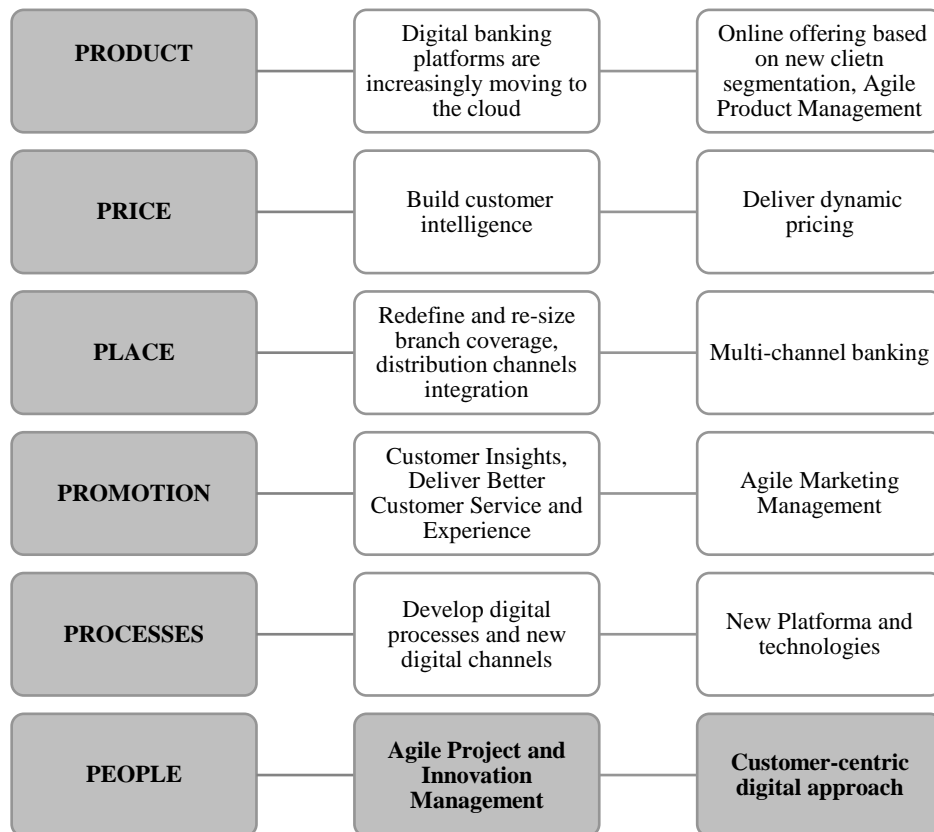 PRODUCT
Digital banking
platforms are
increasingly moving to
the cloud
Online offering based
on new clietn
segmentation, Agile
Product Management
PRICE
Build customer
intelligence
Deliver dynamic
pricing
PLACE
Redefine and re-size
branch coverage,
distribution channels
integration
Multi-channel banking
PROMOTION
Customer Insights,
Deliver Better
Customer Service and
Experience
Agile Marketing
Management
PROCESSES
Develop digital
processes and new
digital channels
New Platforma and
technologies
PEOPLE
Agile Project and
Innovation
Management
Customer-centric
digital approach